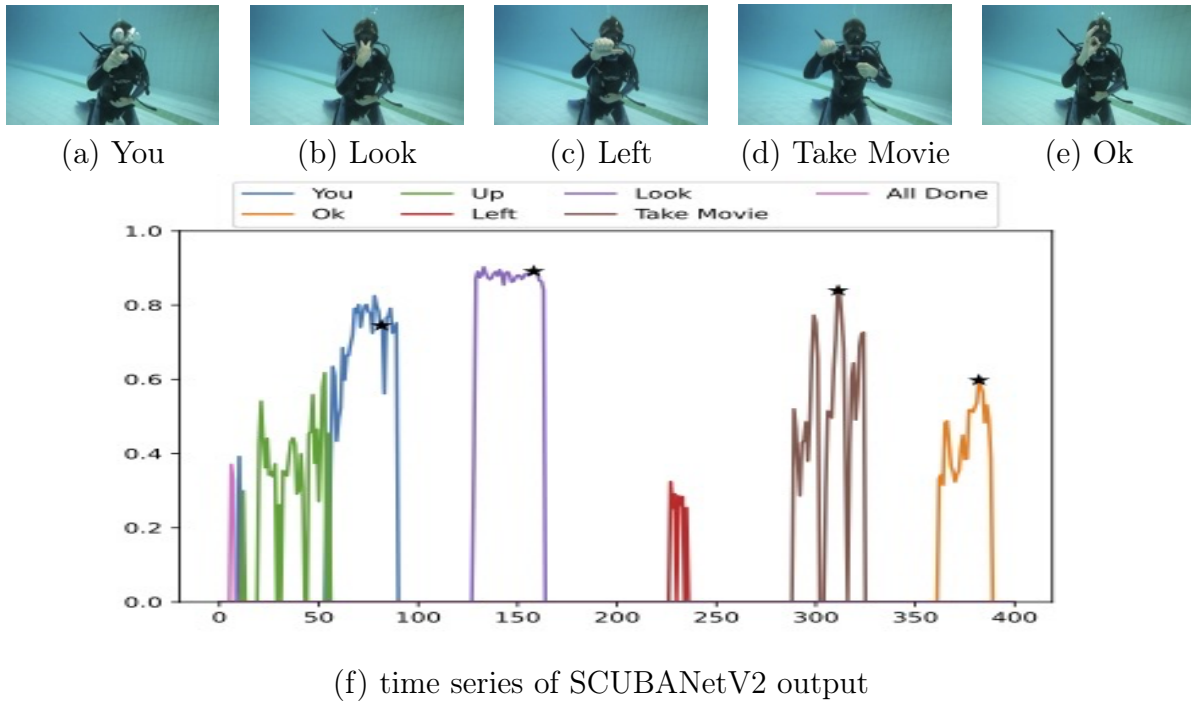 (a) You (b) Look (c) Left (d) Take Movie (e) Ok
You Up Look All Done
Ok Left Take Movie
1.0
0.8
0.6
0.4
0.2
0.0
0 50 100 150 200 250 300 350 400
(f) time series of SCUBANetV2 output